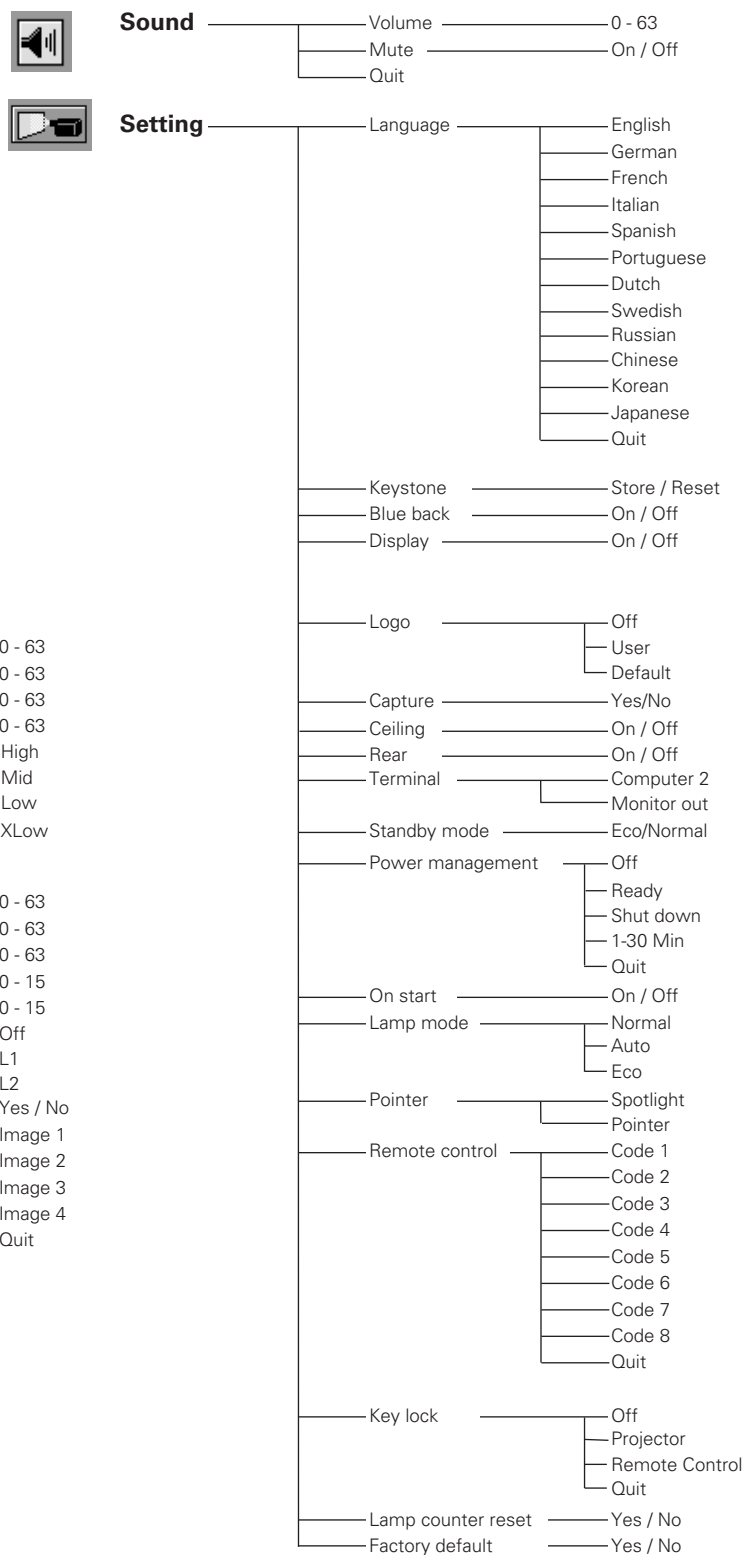 Sound Volume 0 - 63
Mute On / Off
Quit
Setting Language English
German
French
Italian
Spanish
Portuguese
Dutch
Swedish
Russian
Chinese
Korean
Japanese
Quit
Keystone Store / Reset
Blue back On / Off
Display On / Off
Logo Off
User
Default
Capture Yes/No
Ceiling On / Off
Rear On / Off
Terminal Computer 2
Monitor out
Standby mode Eco/Normal
Power management Off
Ready
Shut down
1-30 Min
Quit
On start On / Off
Lamp mode Normal
Auto
Eco
Pointer Spotlight
Pointer
Remote control Code 1
Code 2
Code 3
Code 4
Code 5
Code 6
Code 7
Code 8
Quit
Key lock Off
Projector
Remote Control
Quit
Lamp counter reset Yes / No
Factory default Yes / No
0 - 63
0 - 63
0 - 63
0 - 63
High
Mid
Low
XLow
0 - 63
0 - 63
0 - 63
0 - 15
0 - 15
Off
L1
L2
Yes / No
Image 1
Image 2
Image 3
Image 4
Quit